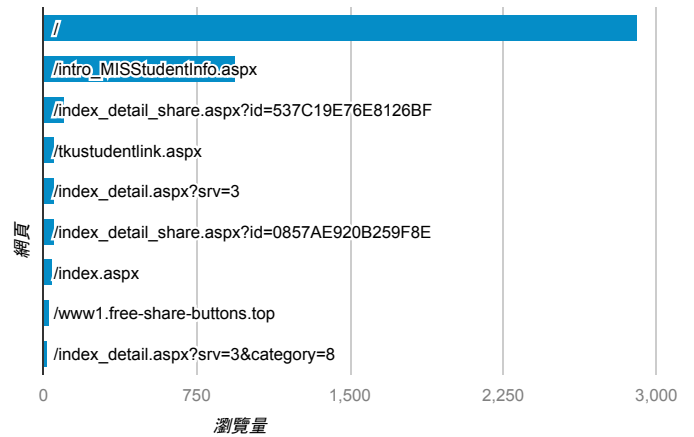 /
/intro_MISStudentInfo.aspx
/index_detail_share.aspx?id=537C19E76E8126BF
/tkustudentlink.aspx
/index_detail.aspx?srv=3
/index_detail_share.aspx?id=0857AE920B259F8E
/index.aspx
/www1.free-share-buttons.top
/index_detail.aspx?srv=3&category=8
網頁
0 750 1,500 2,250 3,000
瀏覽量